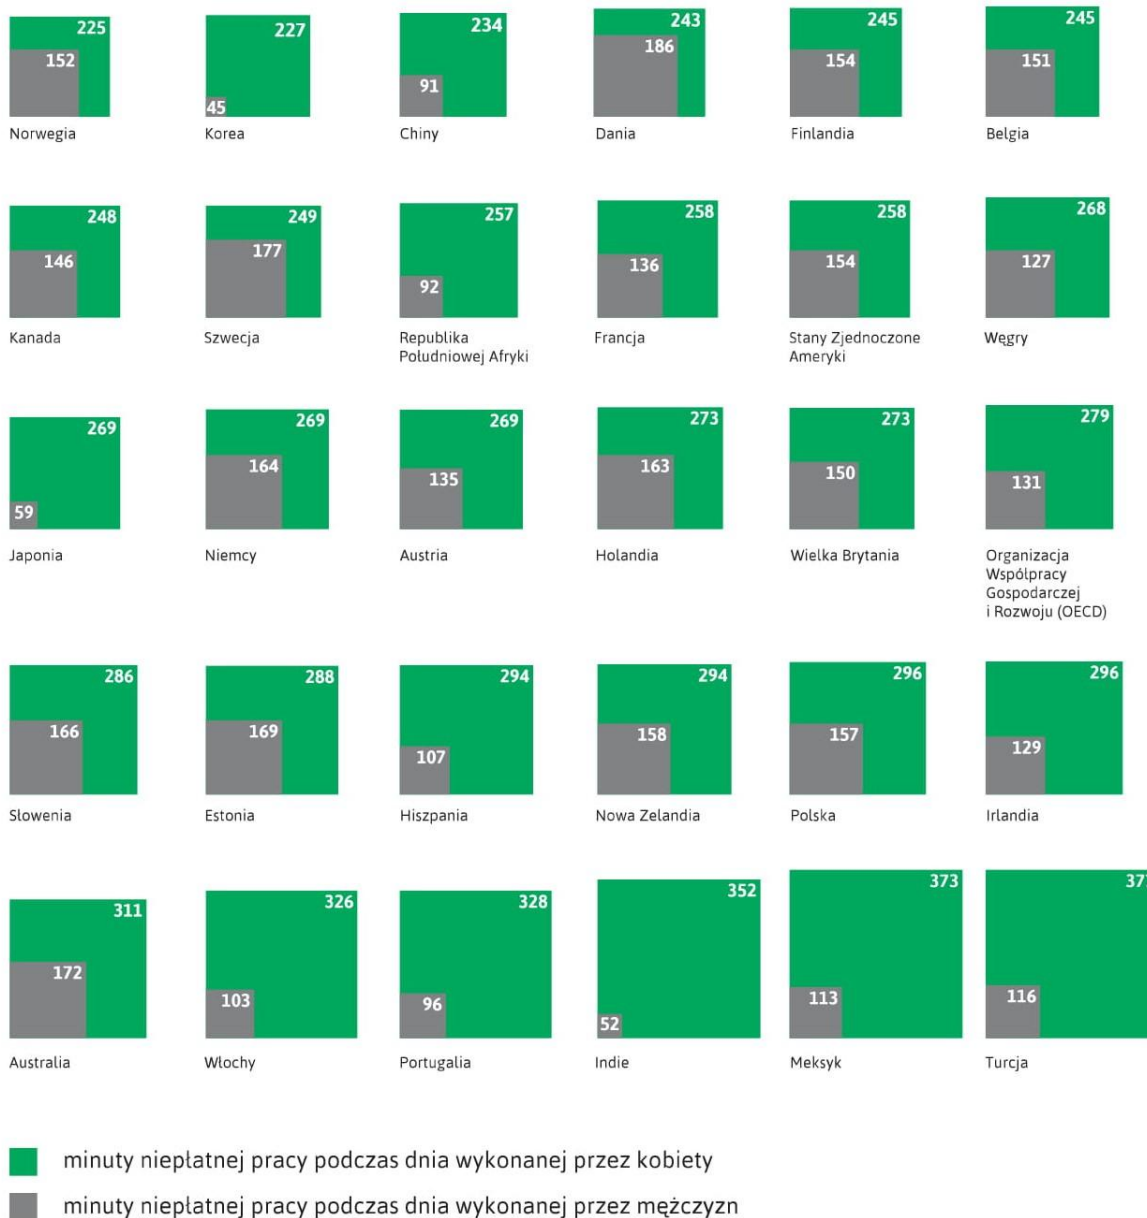 225
152
Norwegia
227
45
Korea
234
91
Chiny
243
186
Dania
245
154
Finlandia
245
151
Belgia
248
146
Kanada
249
177
Szwecja
257
92
Republika
Południowej Afryki
258
136
Francja
258
154
Stany Zjednoczone
Ameryki
268
127
Węgry
269
59
Japonia
269
164
Niemcy
269
135
Austria
273
163
Holandia
273
150
Wielka Brytania
279
131
Organizacja
Współpracy
Gospodarczej
i Rozwoju (OECD)
286
166
Słowenia
288
169
Estonia
294
107
Hiszpania
294
158
Nowa Zelandia
296
157
Polska
296
129
Irlandia
311
172
Australia
326
103
Włochy
328
96
Portugalia
352
52
Indie
373
113
Meksyk
116
Turcja
minuty niepłatnej pracy podczas dnia wykonanej przez kobiety
minuty niepłatnej pracy podczas dnia wykonanej przez mężczyzn